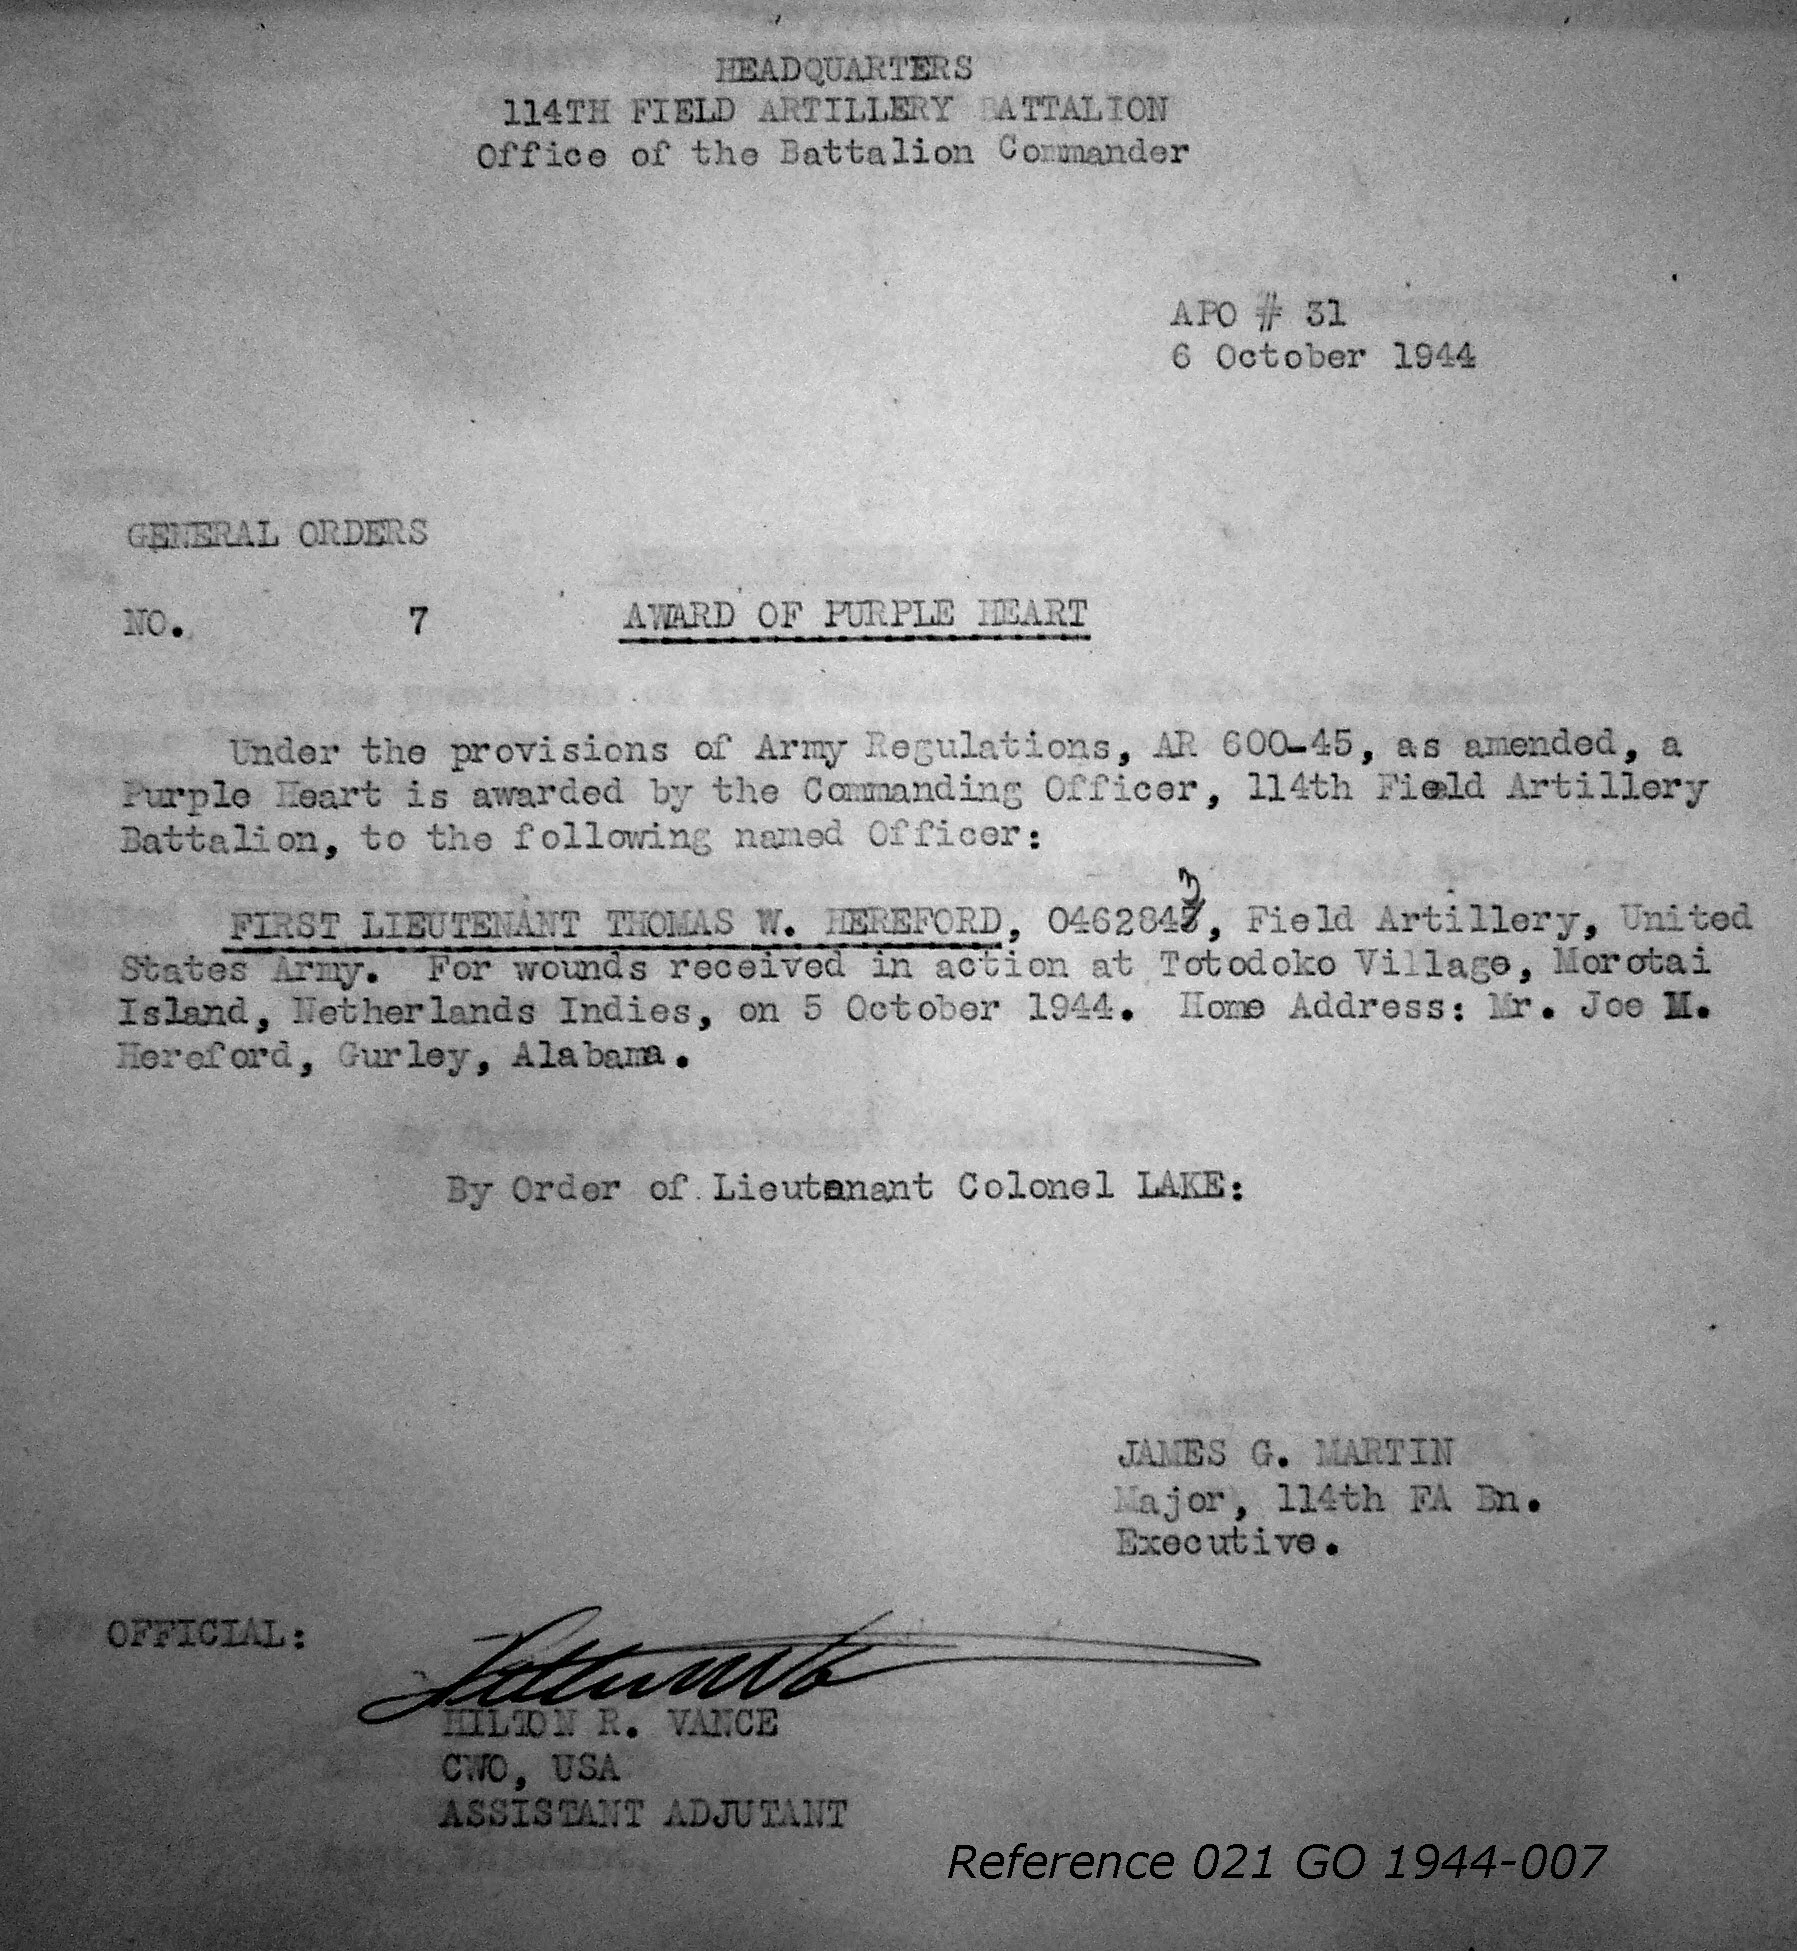 HEADQUARTERS
114TH FIELD ARTILLERY BATTALION
Office of the Battalion Commander
APO # 31
6 October 1944
GENERAL ORDERS
NO. 7 AWARD OF PURPLE HEART
Under the provisions of Army Regulations, AR 600-45, as amended, a
Purple Heart is awarded by the Commanding Officer, 114th Field Artillery
Battalion, to the following named Officer:
3
FIRST LIEUTENANT THOMAS W. HEREFORD, 046284, Field Artillery, United
States Army. For wounds received in action at Totodoko Village, Morotai
Island, Netherlands Indies, on 5 October 1944. Home Address: Mr. Joe M.
Hereford, Gurley, Alabama.
By Order of Lieutenant Colonel LAKE:
JAMES G. MARTIN
Major, 114th FA Bn.
Executive.
OFFICIAL:
HILTON R. VANCE
CWO, USA
ASSISTANT ADJUTANT
Reference 021 GO 1944-007